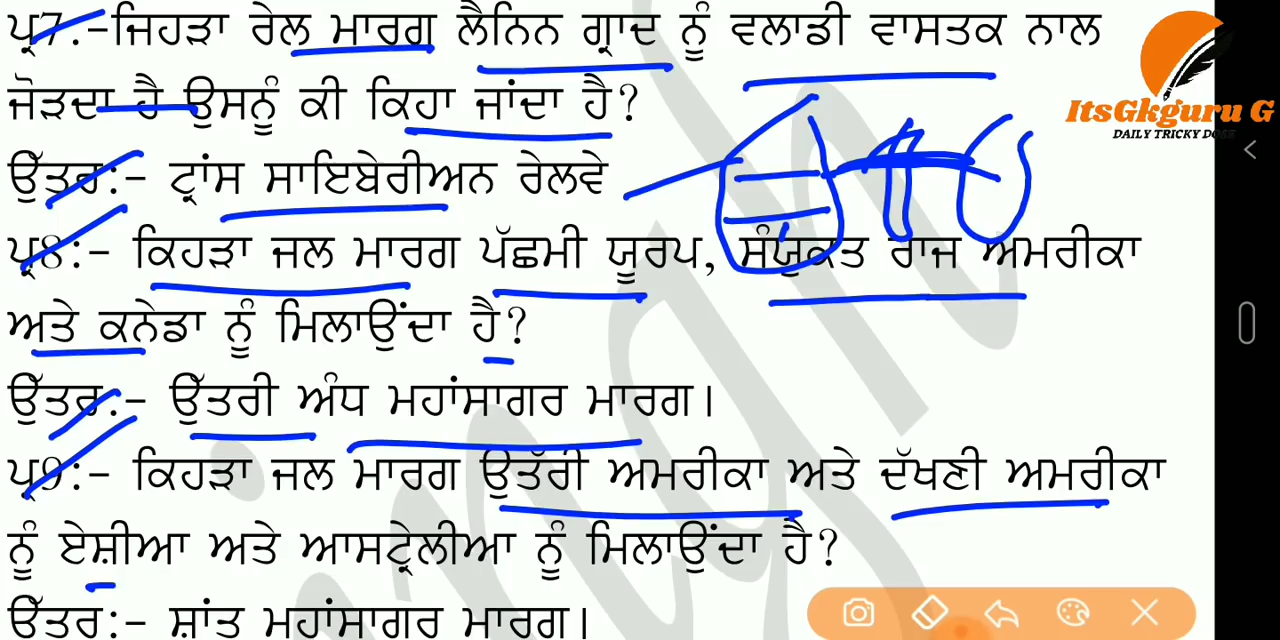 ਪ੍ਰ7:-ਜਿਹੜਾ ਰੇਲ ਮਾਰਗ ਲੈਨਿਨ ਗ੍ਰਾਦ ਨੂੰ ਵਲਾਡੀ ਵਾਸਤਕ ਨਾਲ
ਜੋੜਦਾ ਹੈ ਉਸਨੂੰ ਕੀ ਕਿਹਾ ਜਾਂਦਾ ਹੈ?
ਉੱਤਰ:- ਟ੍ਰਾਂਸ ਸਾਇਬੇਰੀਅਨ ਰੇਲਵੇ
ਪ੍ਰ8:- ਕਿਹੜਾ ਜਲ ਮਾਰਗ ਪੱਛਮੀ ਯੂਰਪ, ਸੰਯੁਕਤ ਰਾਜ ਅਮਰੀਕਾ
ਅਤੇ ਕਨੇਡਾ ਨੂੰ ਮਿਲਾਉਂਦਾ ਹੈ?
ਉੱਤਰ:- ਉੱਤਰੀ ਅੰਧ ਮਹਾਂਸਾਗਰ ਮਾਰਗ।
ਪ੍ਰ9:- ਕਿਹੜਾ ਜਲ ਮਾਰਗ ਉਤੱਰੀ ਅਮਰੀਕਾ ਅਤੇ ਦੱਖਣੀ ਅਮਰੀਕਾ
ਨੂੰ ਏਸ਼ੀਆ ਅਤੇ ਆਸਟ੍ਰੇਲੀਆ ਨੂੰ ਮਿਲਾਉਂਦਾ ਹੈ?
ਉੱਤਰ:- ਸ਼ਾਂਤ ਮਹਾਂਸਾਗਰ ਮਾਰਗ।
ItsGkguru G
DAILY TRICKY DOSE